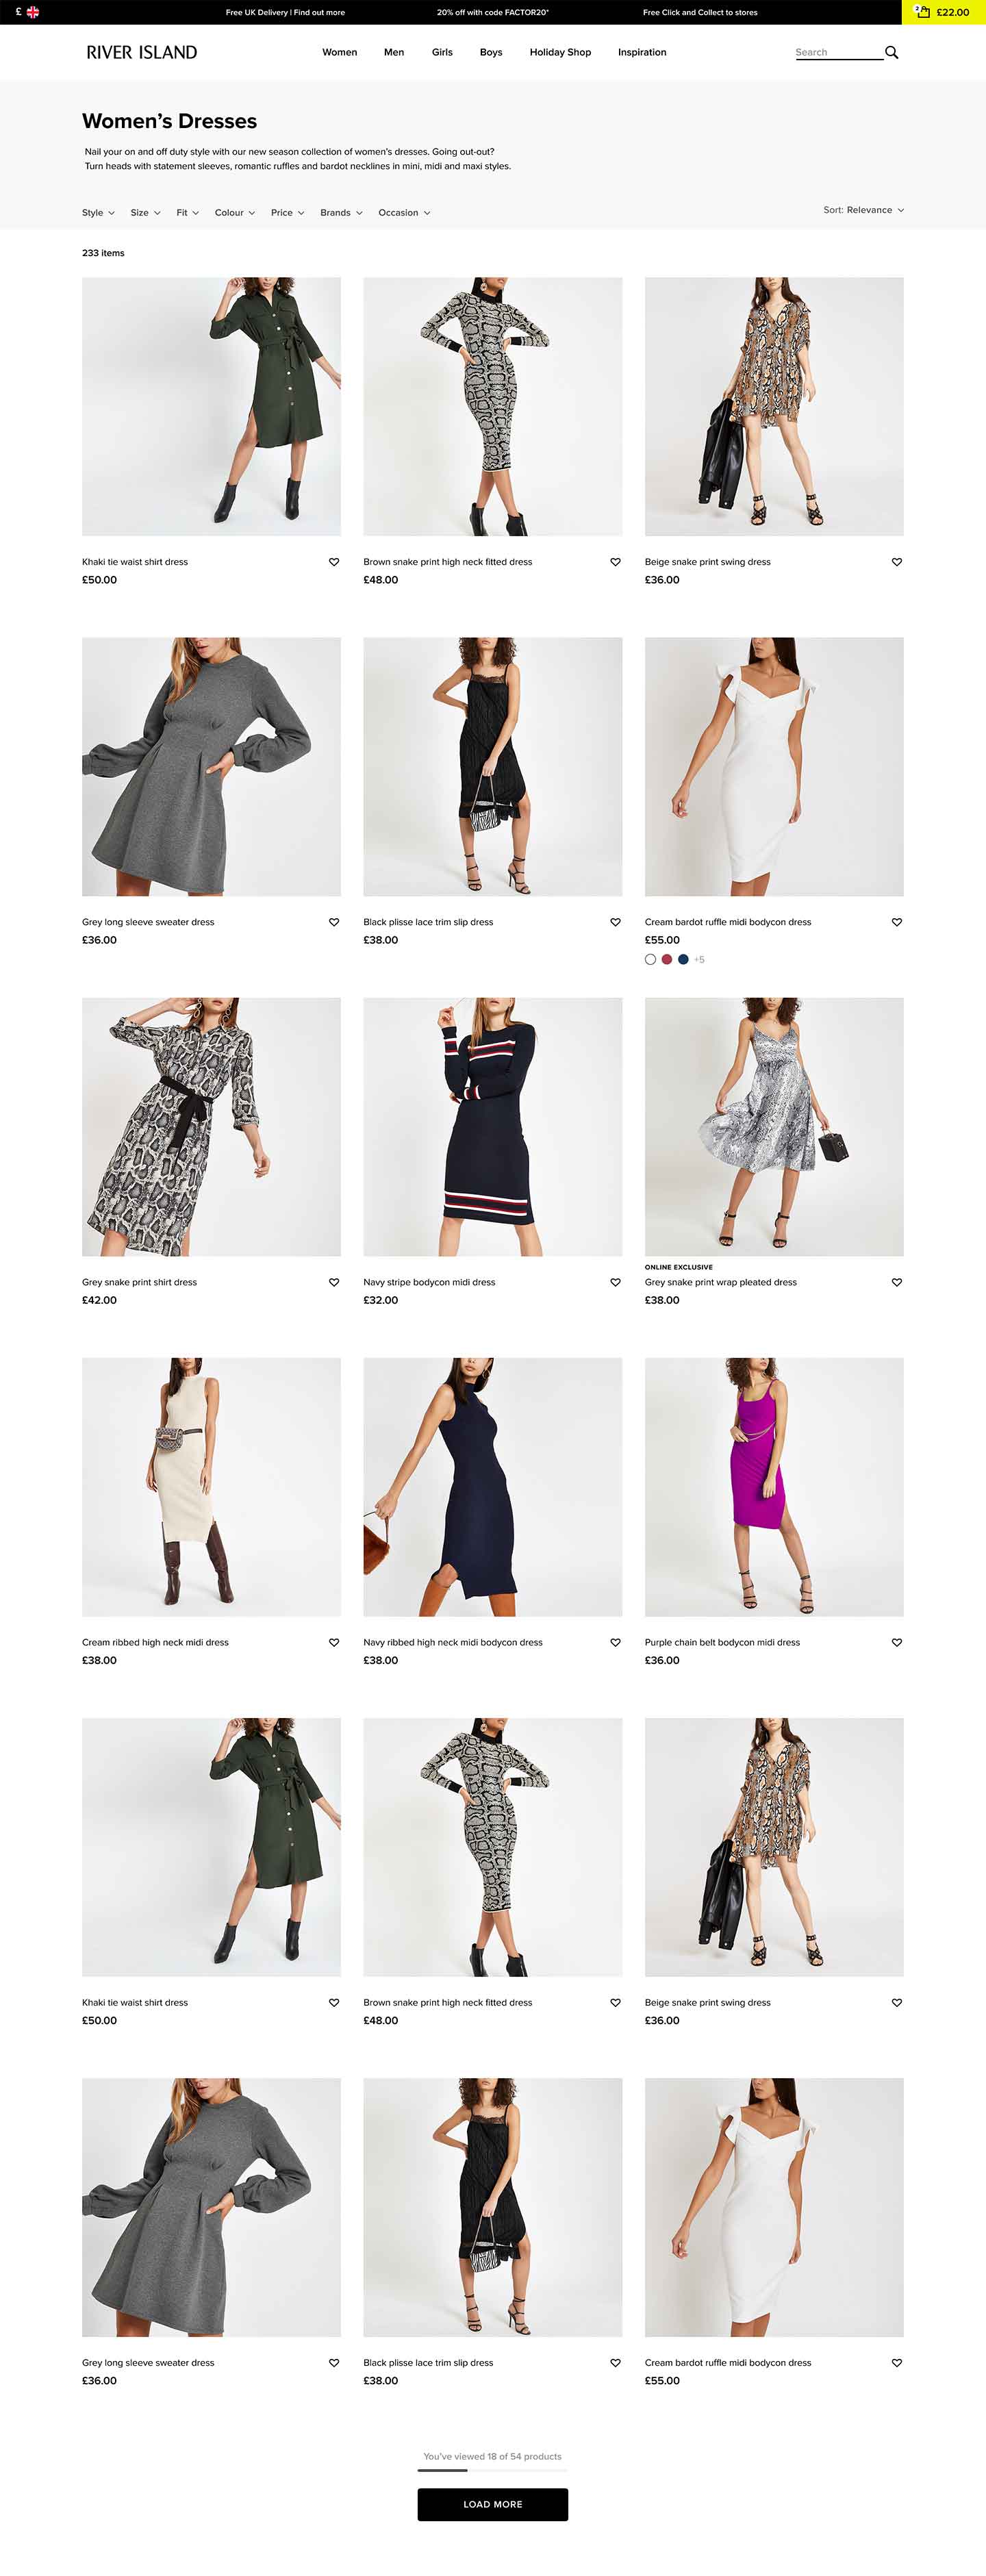 £
Free UK Delivery | Find out more
20% off with code FACTOR20*
Free Click and Collect to stores
2
£22.00
RIVER ISLAND
Women
Men
Girls
Boys
Holiday Shop
Inspiration
Search
Women's Dresses
Nail your on and off duty style with our new season collection of women's dresses. Going out-out?
Turn heads with statement sleeves, romantic ruffles and bardot necklines in mini, midi and maxi styles.
Style
Size
Fit
Colour
Price
Brands
Occasion
Sort: Relevance
233 items
Khaki tie waist shirt dress
£50.00
Brown snake print high neck fitted dress
£48.00
Beige snake print swing dress
£36.00
Grey long sleeve sweater dress
£36.00
Black plisse lace trim slip dress
£38.00
Cream bardot ruffle midi bodycon dress
£55.00
+5
Grey snake print shirt dress
£42.00
Navy stripe bodycon midi dress
£32.00
ONLINE EXCLUSIVE
Grey snake print wrap pleated dress
£38.00
Cream ribbed high neck midi dress
£38.00
Navy ribbed high neck midi bodycon dress
£38.00
Purple chain belt bodycon midi dress
£36.00
Khaki tie waist shirt dress
£50.00
Brown snake print high neck fitted dress
£48.00
Beige snake print swing dress
£36.00
Grey long sleeve sweater dress
£36.00
Black plisse lace trim slip dress
£38.00
Cream bardot ruffle midi bodycon dress
£55.00
You've viewed 18 of 54 products
LOAD MORE